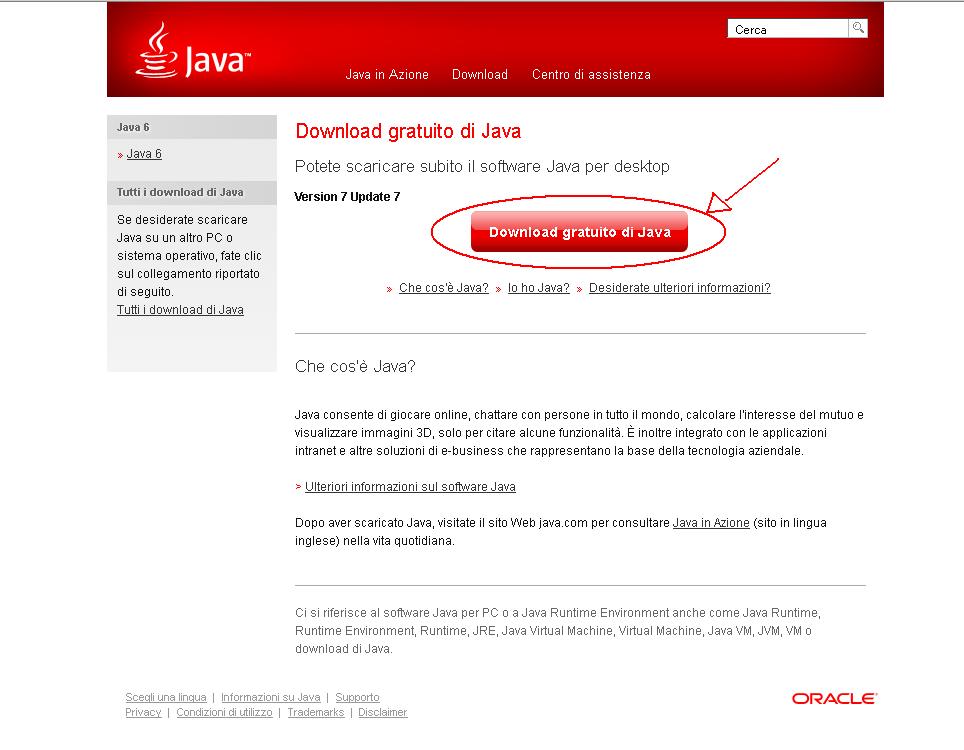 Java™
Cerca
Java in Azione
Download
Centro di assistenza
Java 6
» Java 6
Tutti i download di Java
Se desiderate scaricare
Java su un altro PC o
sistema operativo, fate clic
sul collegamento riportato
di seguito.
Tutti i download di Java
Download gratuito di Java
Potete scaricare subito il software Java per desktop
Version 7 Update 7
Download gratuito di Java
» Che cos'è Java? » Io ho Java? » Desiderate ulteriori informazioni?
Che cos'è Java?
Java consente di giocare online, chattare con persone in tutto il mondo, calcolare l'interesse del mutuo e
visualizzare immagini 3D, solo per citare alcune funzionalità. È inoltre integrato con le applicazioni
intranet e altre soluzioni di e-business che rappresentano la base della tecnologia aziendale.
> Ulteriori informazioni sul software Java
Dopo aver scaricato Java, visitate il sito Web java.com per consultare Java in Azione (sito in lingua
inglese) nella vita quotidiana.
Ci si riferisce al software Java per PC o a Java Runtime Environment anche come Java Runtime,
Runtime Environment, Runtime, JRE, Java Virtual Machine, Virtual Machine, Java VM, JVM, VM o
download di Java.
Scegli una lingua | Informazioni su Java | Supporto
Privacy | Condizioni di utilizzo | Trademarks | Disclaimer
ORACLE